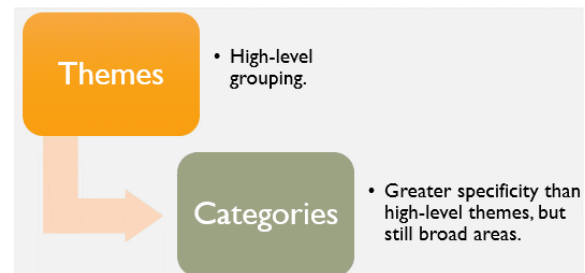 Themes
• High-level
grouping.
Categories
• Greater specificity than
high-level themes, but
still broad areas.